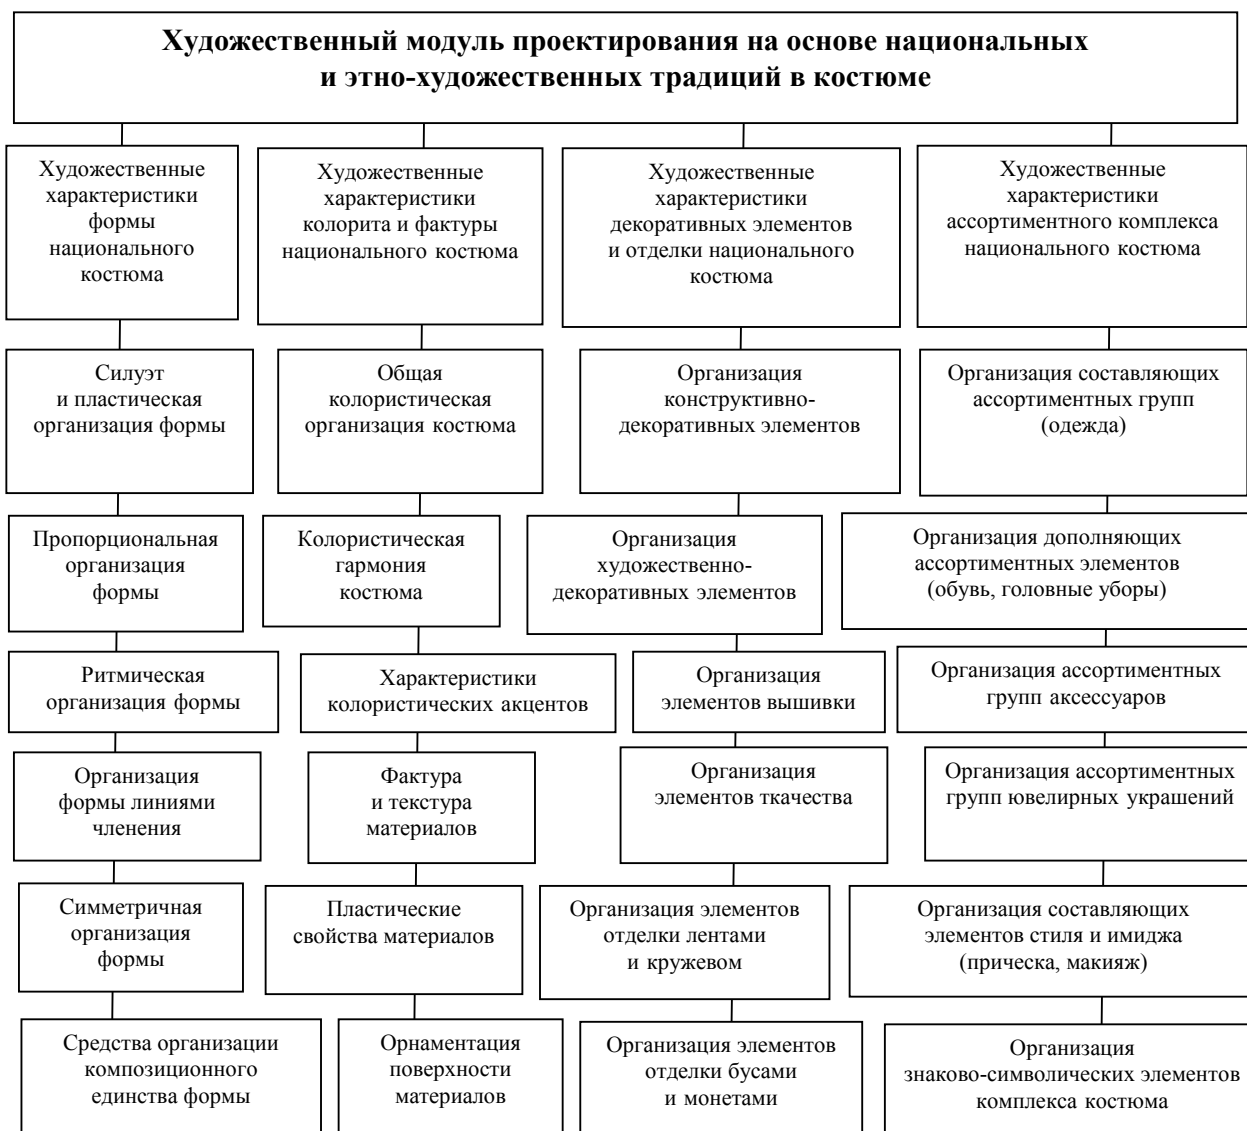 Художественный модуль проектирования на основе национальных
и этно-художественных традиций в костюме
Художественные
характеристики
формы
национального
костюма
Художественные
характеристики
колорита и фактуры
национального костюма
Художественные
характеристики
декоративных элементов
и отделки национального
костюма
Художественные
характеристики
ассортиментного комплекса
национального костюма
Силуэт
и пластическая
организация формы
Общая
колористическая
организация костюма
Организация
конструктивно-
декоративных элементов
Организация составляющих
ассортиментных групп
(одежда)
Пропорциональная
организация
формы
Колористическая
гармония
костюма
Организация
художественно-
декоративных элементов
Организация дополняющих
ассортиментных элементов
(обувь, головные уборы)
Ритмическая
организация формы
Характеристики
колористических акцентов
Организация
элементов вышивки
Организация ассортиментных
групп аксессуаров
Организация
формы линиями
членения
Фактура
и текстура
материалов
Организация
элементов ткачества
Организация ассортиментных
групп ювелирных украшений
Симметричная
организация
формы
Пластические
свойства материалов
Организация элементов
отделки лентами
и кружевом
Организация составляющих
элементов стиля и имиджа
(прическа, макияж)
Средства организации
композиционного
единства формы
Орнаментация
поверхности
материалов
Организация элементов
отделки бусами
и монетами
Организация
знаково-символических элементов
комплекса костюма